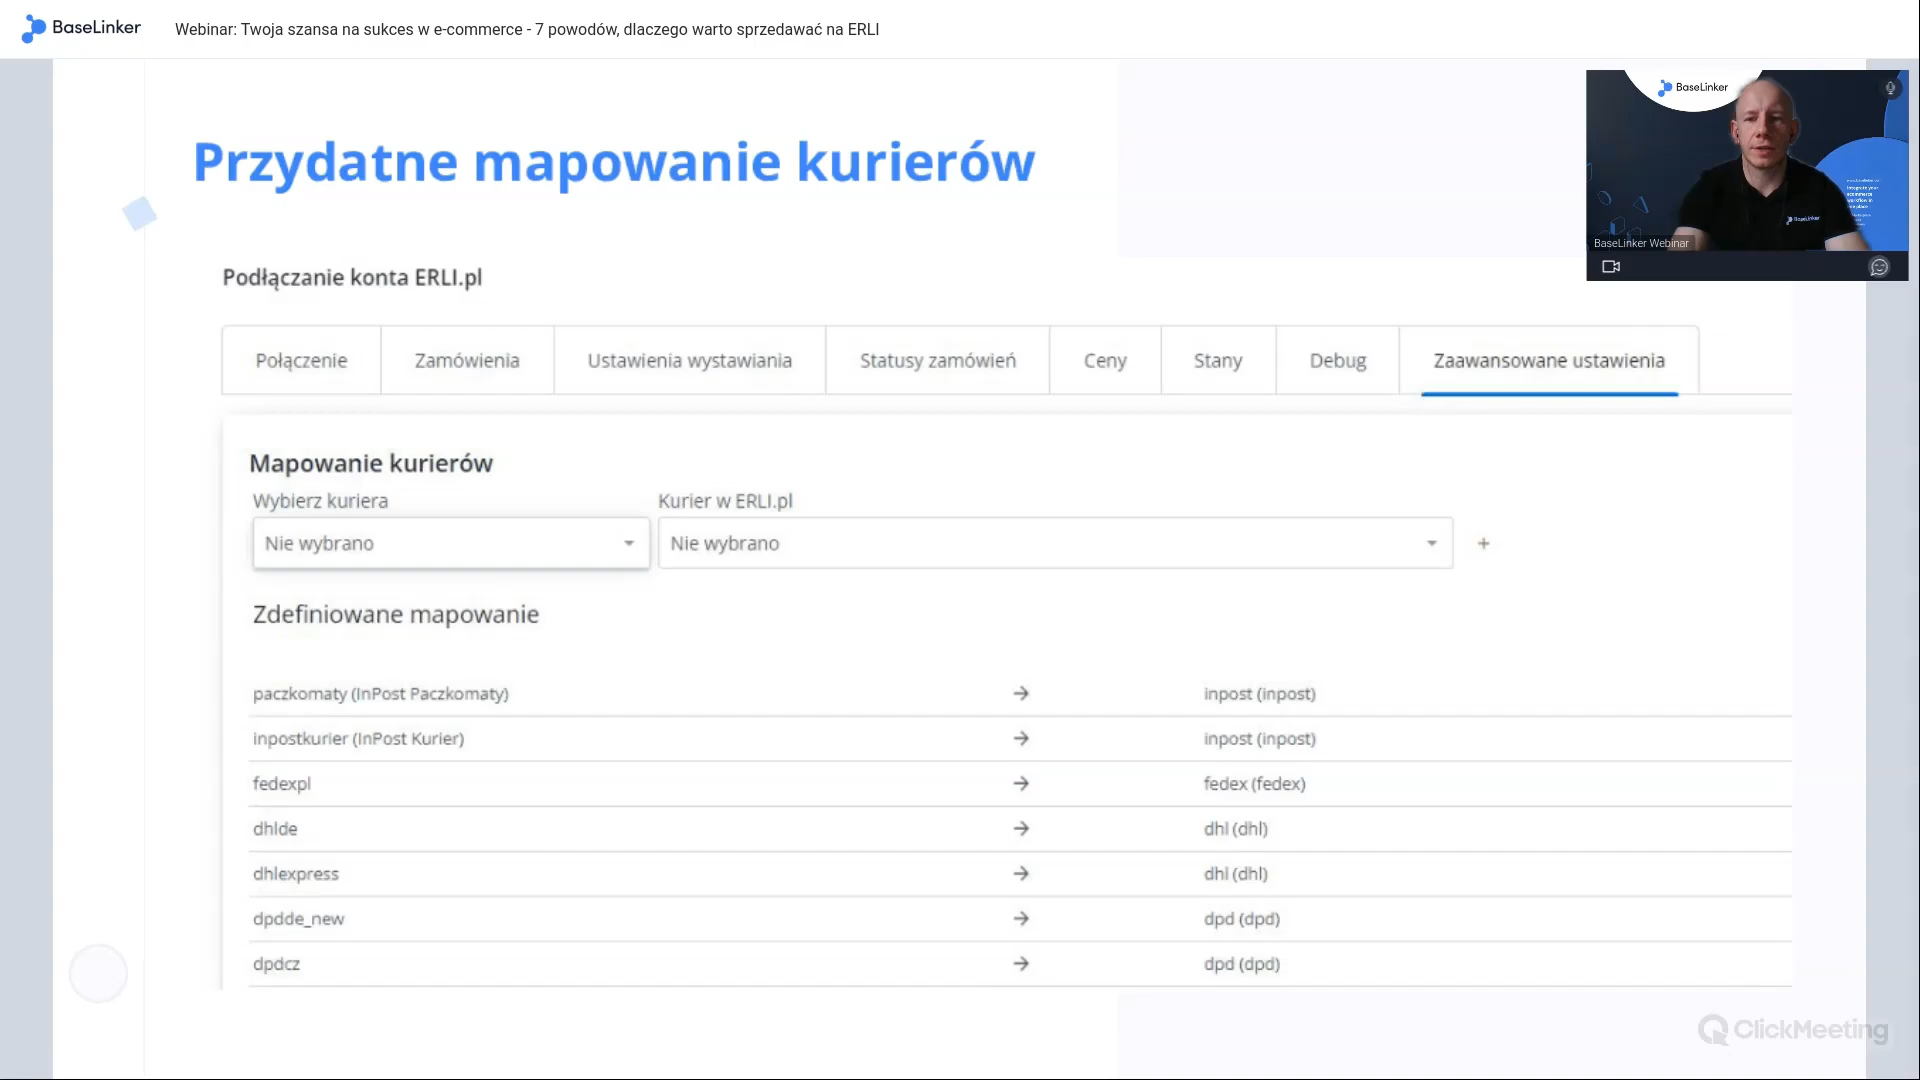 BaseLinker
Webinar: Twoja szansa na sukces w e-commerce - 7 powodów, dlaczego warto sprzedawać na ERLI
BaseLinker
Przydatne mapowanie kurierów
BaseLinker
BaseLinker Webinar
Podłączanie konta ERLI.pl
Połączenie
Zamówienia
Ustawienia wystawiania
Statusy zamówień
Ceny
Stany
Debug
Zaawansowane ustawienia
Mapowanie kurierów
Wybierz kuriera
Kurier w ERLI.pl
Nie wybrano
Nie wybrano
+
Zdefiniowane mapowanie
paczkomaty (InPost Paczkomaty) → inpost (inpost)
inpostkurier (InPost Kurier) → inpost (inpost)
fedexpl → fedex (fedex)
dhlde → dhl (dhl)
dhlexpress → dhl (dhl)
dpdde_new → dpd (dpd)
dpdcz → dpd (dpd)
ClickMeeting